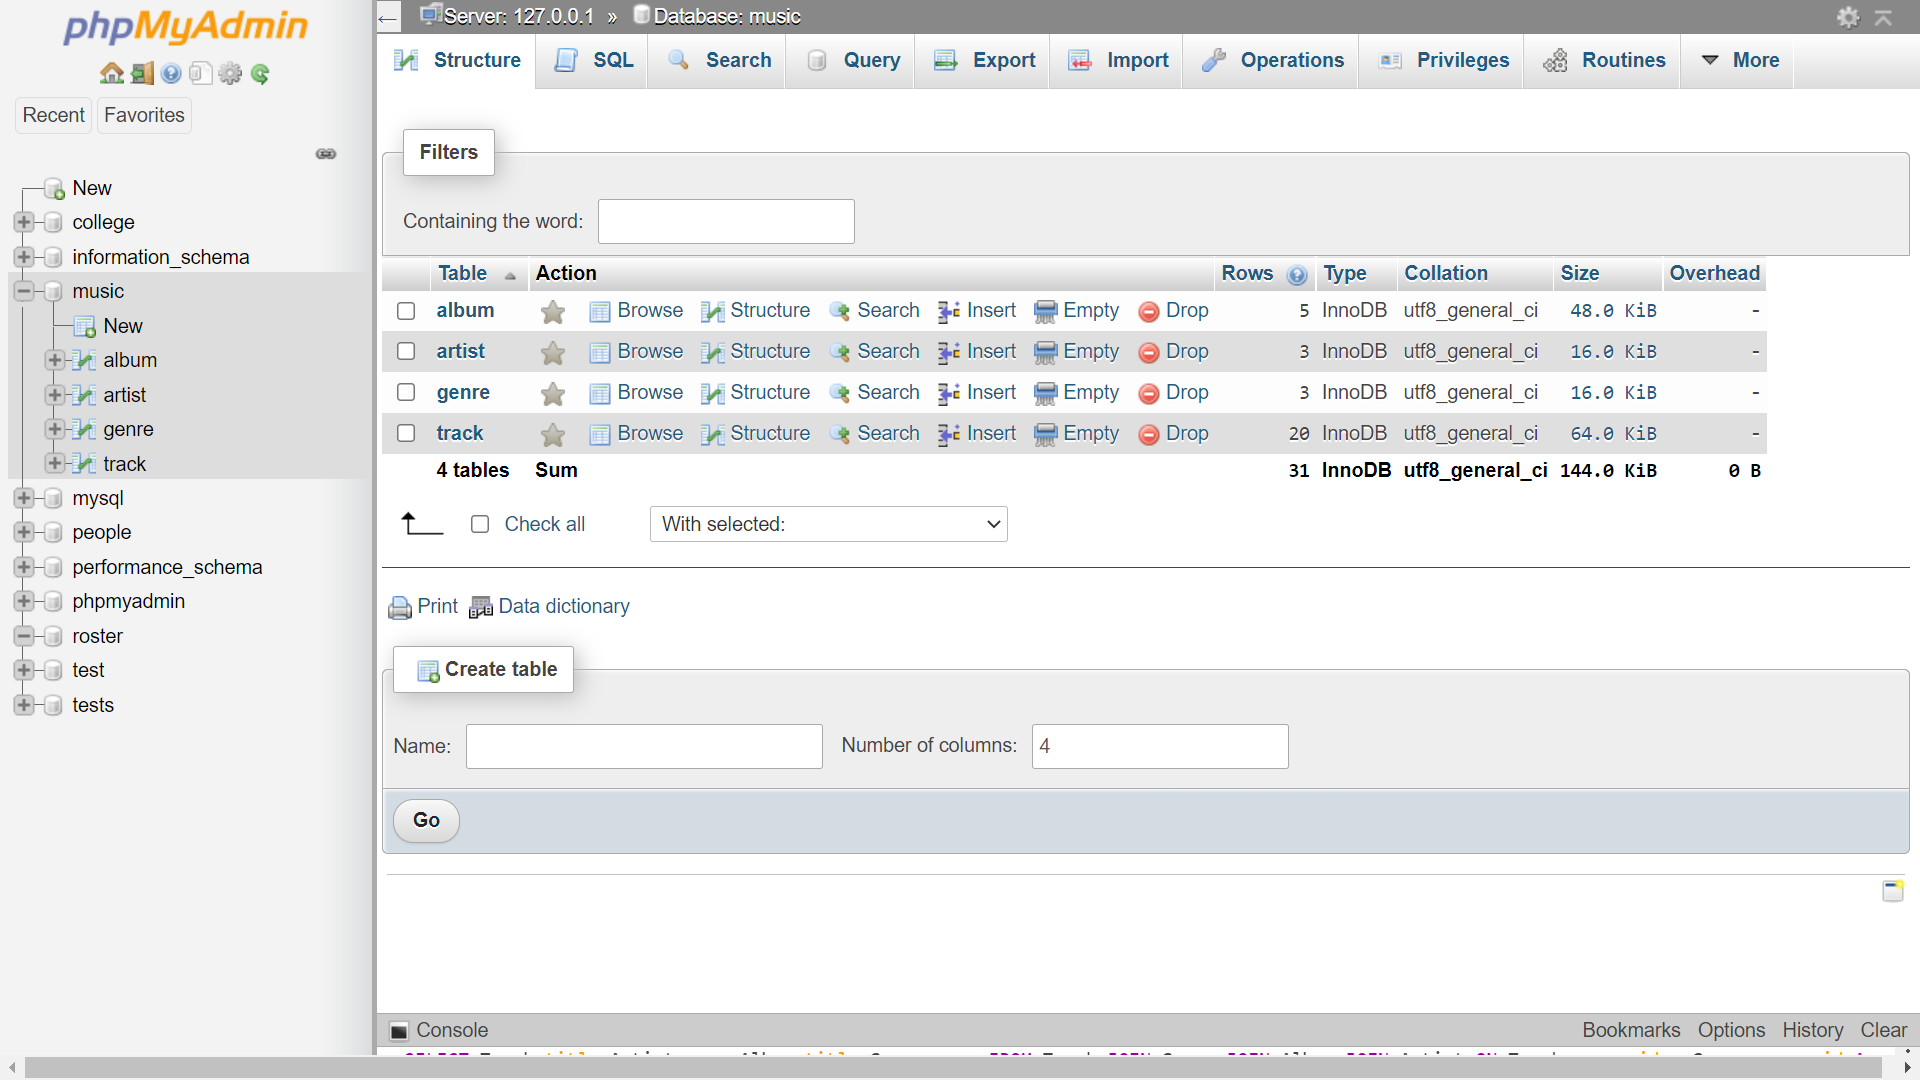 phpMyAdmin
Recent Favorites
New
college
information_schema
music
New
album
artist
genre
track
mysql
people
performance_schema
phpmyadmin
roster
test
tests
Server: 127.0.0.1 » Database: music
Structure SQL Search Query Export Import Operations Privileges Routines More
Filters
Containing the word:
Table Action Rows Type Collation Size Overhead
album Browse Structure Search Insert Empty Drop 5 InnoDB utf8_general_ci 48.0 KiB -
artist Browse Structure Search Insert Empty Drop 3 InnoDB utf8_general_ci 16.0 KiB -
genre Browse Structure Search Insert Empty Drop 3 InnoDB utf8_general_ci 16.0 KiB -
track Browse Structure Search Insert Empty Drop 20 InnoDB utf8_general_ci 64.0 KiB -
4 tables Sum 31 InnoDB utf8_general_ci 144.0 KiB 0 B
Check all With selected:
Print Data dictionary
Create table
Name: Number of columns: 4
Go
Console Bookmarks Options History Clear